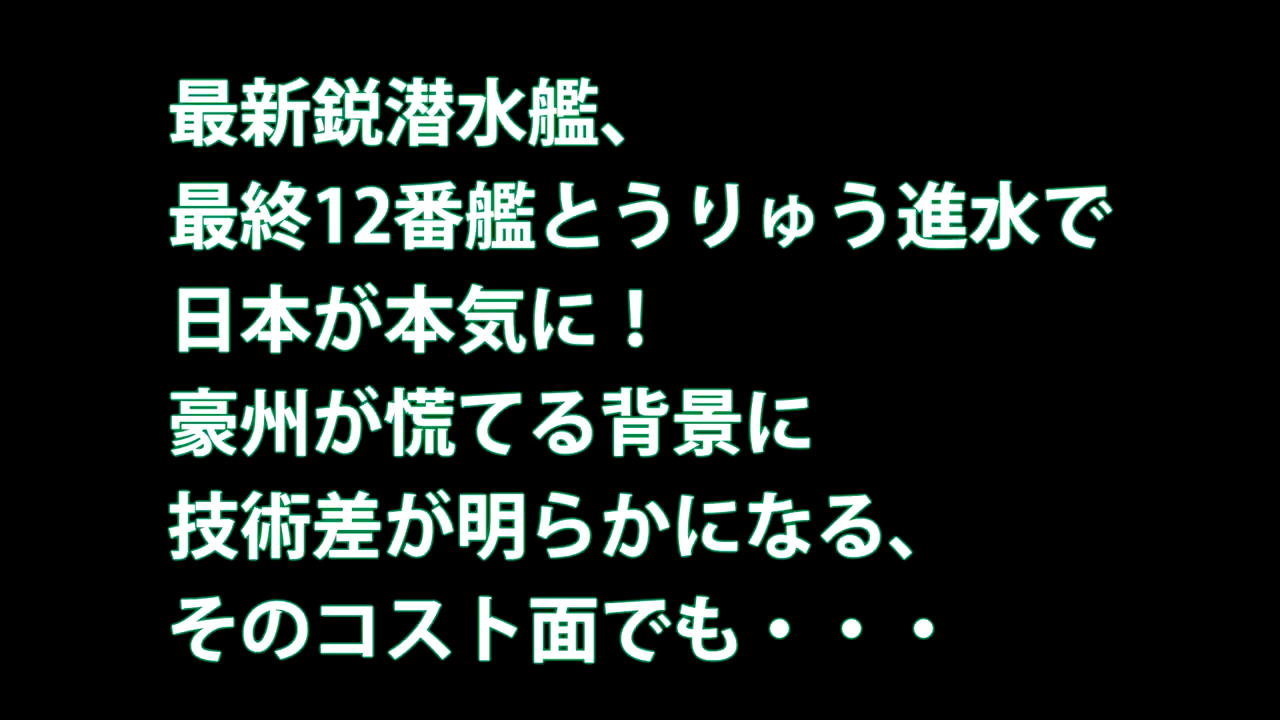 最新鋭潜水艦、
最終12番艦とうりゅう進水で
日本が本気に！
豪州が慌てる背景に
技術差が明らかになる、
そのコスト面でも・・・